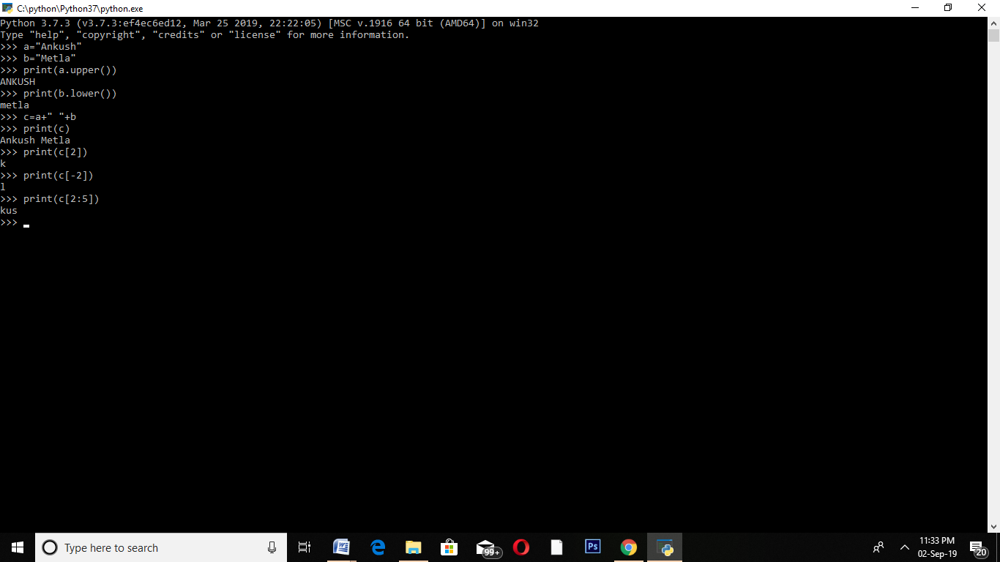 C:\python\Python37\python.exe
Python 3.7.3 (v3.7.3:ef4ec6ed12, Mar 25 2019, 22:22:05) [MSC v.1916 64 bit (AMD64)] on win32
Type "help", "copyright", "credits" or "license" for more information.
>>> a="Ankush"
>>> b="Metla"
>>> print(a.upper())
ANKUSH
>>> print(b.lower())
metla
>>> c=a+" "+b
>>> print(c)
Ankush Metla
>>> print(c[2])
k
>>> print(c[-2])
l
>>> print(c[2:5])
kus
>>>
Type here to search
99+
Ps
11:33 PM
02-Sep-19
20